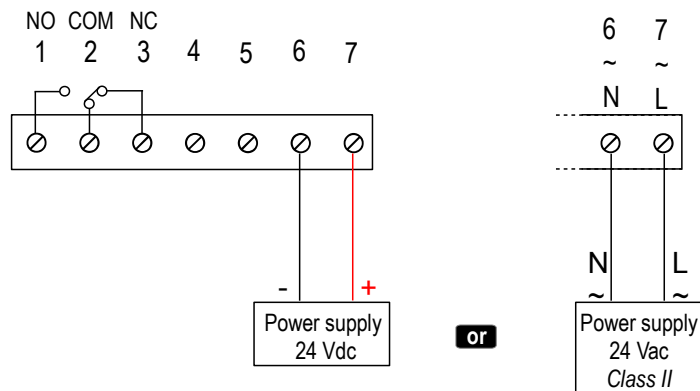 NO COM NC
1 2 3 4 5 6 7
- +
Power supply
24 Vdc
or
6 7
~ ~
N L
N L
~ ~
Power supply
24 Vac
Class II